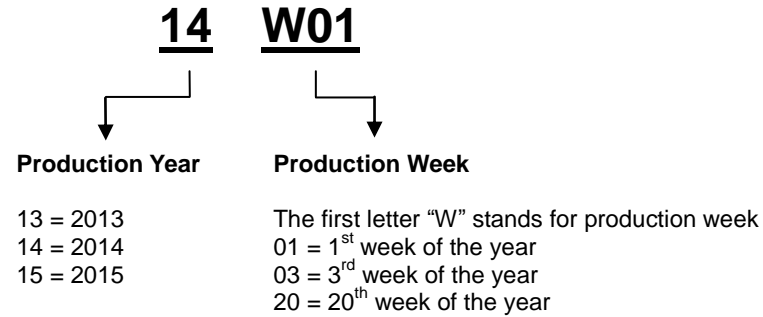 14 W01
Production Year Production Week
13 = 2013 The first letter “W” stands for production week
14 = 2014 01 = 1st week of the year
15 = 2015 03 = 3rd week of the year
20 = 20th week of the year